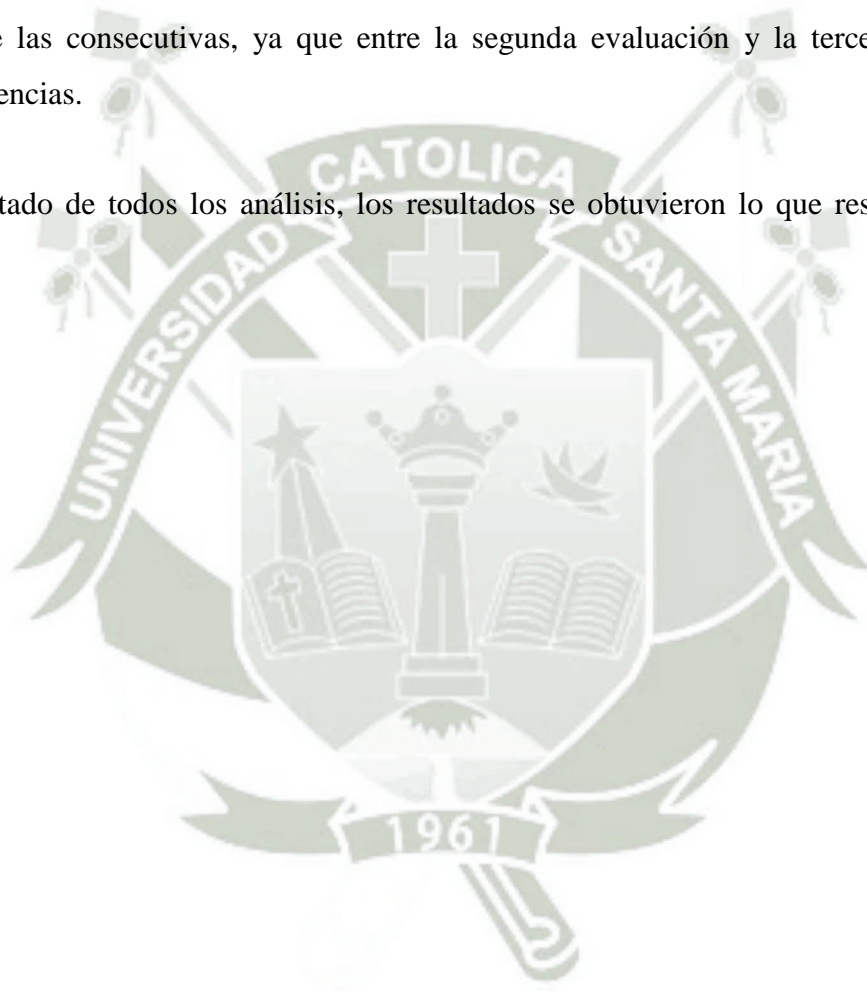 e las consecutivas, ya que entre la segunda evaluación y la terce
encias.
CATOLICA
tado de todos los análisis, los resultados se obtuvieron lo que res
UNIVERSIDAD
SANTA MARIA
1961